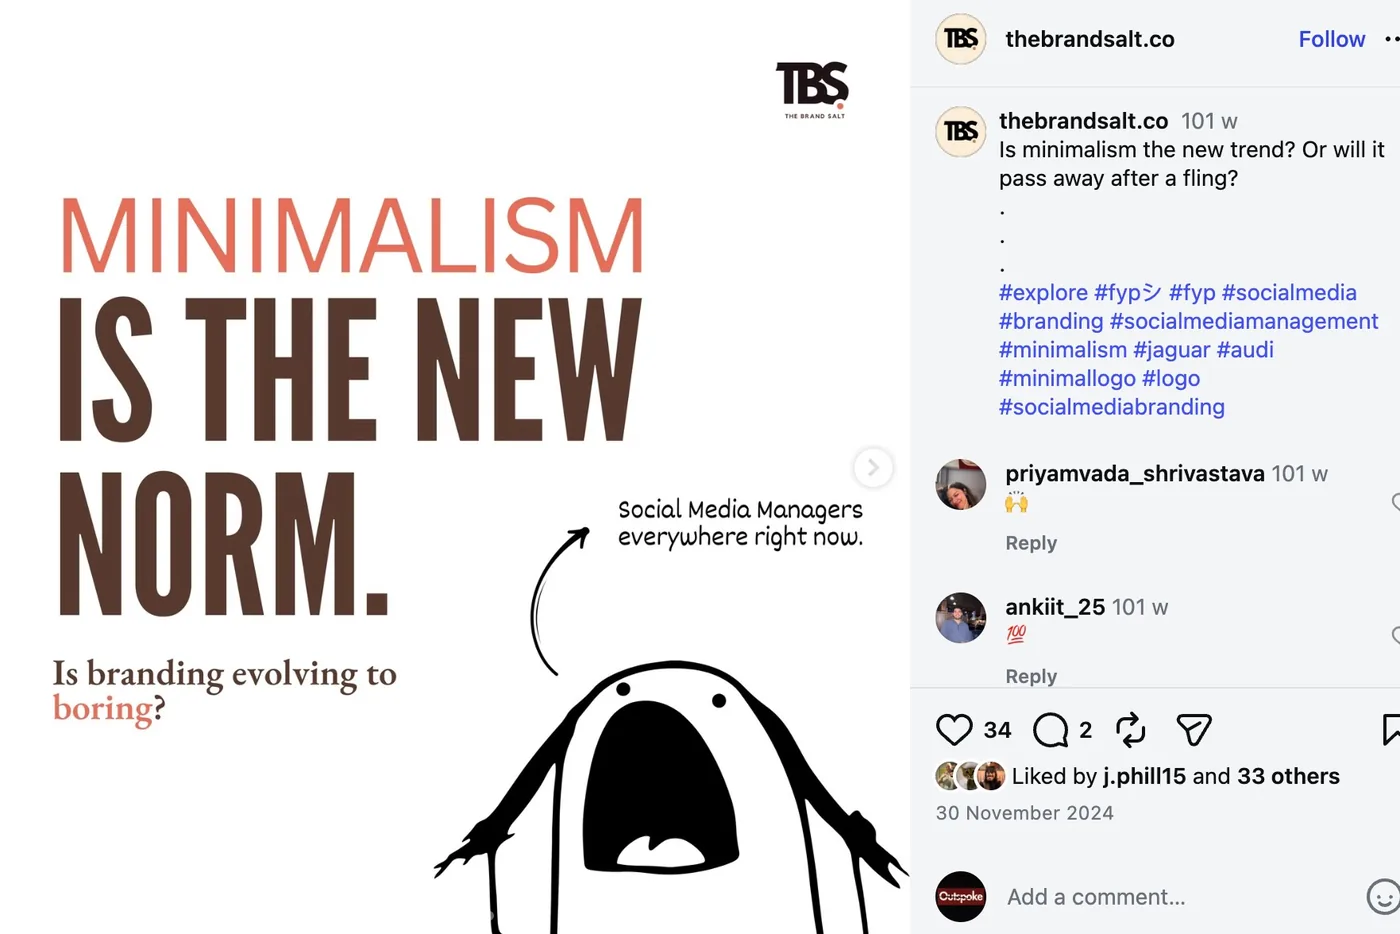 TBS
THE BRAND SALT
MINIMALISM
IS THE NEW
NORM.
Is branding evolving to
boring?
Social Media Managers
everywhere right now.
TBS
thebrandsalt.co
Follow
TBS
thebrandsalt.co 101 w
Is minimalism the new trend? Or will it
pass away after a fling?
.
.
.
#explore #fypシ #fyp #socialmedia
#branding #socialmediamanagement
#minimalism #jaguar #audi
#minimallogo #logo
#socialmediabranding
priyamvada_shrivastava 101 w
🙌
Reply
ankiit_25 101 w
💯
Reply
34 2
Liked by j.phill15 and 33 others
30 November 2024
Outspoke
Add a comment...